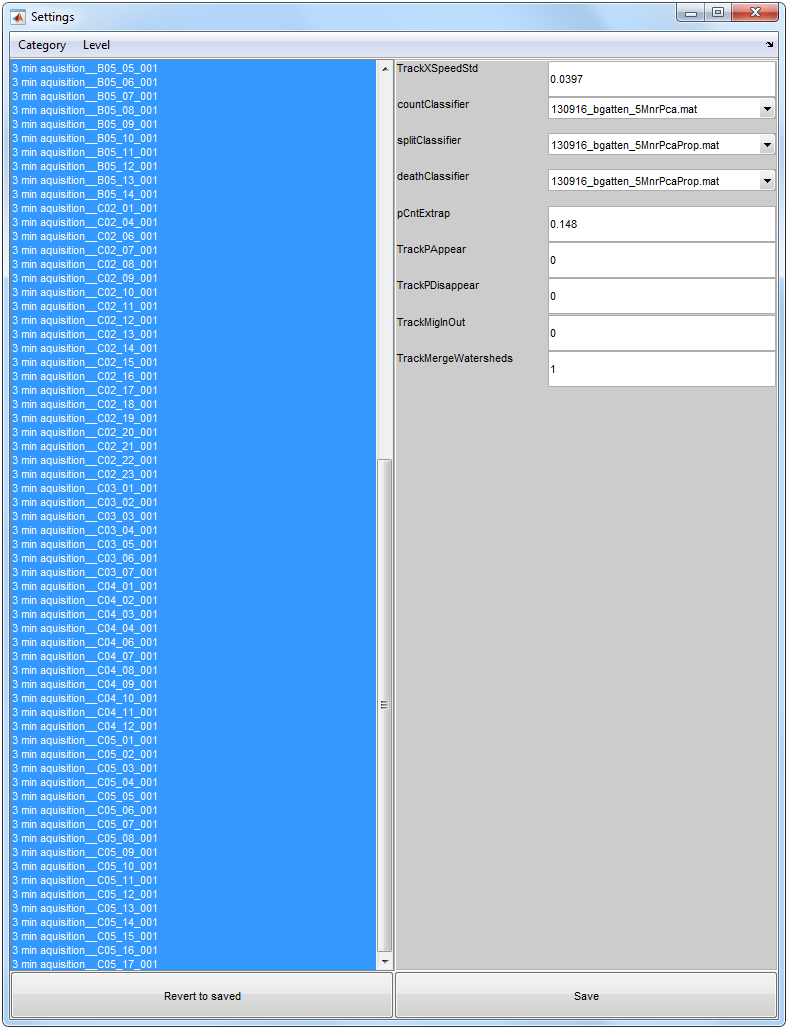 Settings
Category Level
3 min aquisition__B05_05_001
3 min aquisition__B05_06_001
3 min aquisition__B05_07_001
3 min aquisition__B05_08_001
3 min aquisition__B05_09_001
3 min aquisition__B05_10_001
3 min aquisition__B05_11_001
3 min aquisition__B05_12_001
3 min aquisition__B05_13_001
3 min aquisition__B05_14_001
3 min aquisition__C02_01_001
3 min aquisition__C02_04_001
3 min aquisition__C02_06_001
3 min aquisition__C02_07_001
3 min aquisition__C02_08_001
3 min aquisition__C02_09_001
3 min aquisition__C02_10_001
3 min aquisition__C02_11_001
3 min aquisition__C02_12_001
3 min aquisition__C02_13_001
3 min aquisition__C02_14_001
3 min aquisition__C02_15_001
3 min aquisition__C02_16_001
3 min aquisition__C02_17_001
3 min aquisition__C02_18_001
3 min aquisition__C02_19_001
3 min aquisition__C02_20_001
3 min aquisition__C02_21_001
3 min aquisition__C02_22_001
3 min aquisition__C02_23_001
3 min aquisition__C03_01_001
3 min aquisition__C03_02_001
3 min aquisition__C03_03_001
3 min aquisition__C03_04_001
3 min aquisition__C03_05_001
3 min aquisition__C03_06_001
3 min aquisition__C03_07_001
3 min aquisition__C04_01_001
3 min aquisition__C04_02_001
3 min aquisition__C04_03_001
3 min aquisition__C04_04_001
3 min aquisition__C04_06_001
3 min aquisition__C04_07_001
3 min aquisition__C04_08_001
3 min aquisition__C04_09_001
3 min aquisition__C04_10_001
3 min aquisition__C04_11_001
3 min aquisition__C04_12_001
3 min aquisition__C05_01_001
3 min aquisition__C05_02_001
3 min aquisition__C05_03_001
3 min aquisition__C05_04_001
3 min aquisition__C05_05_001
3 min aquisition__C05_06_001
3 min aquisition__C05_07_001
3 min aquisition__C05_08_001
3 min aquisition__C05_09_001
3 min aquisition__C05_10_001
3 min aquisition__C05_11_001
3 min aquisition__C05_12_001
3 min aquisition__C05_13_001
3 min aquisition__C05_14_001
3 min aquisition__C05_15_001
3 min aquisition__C05_16_001
3 min aquisition__C05_17_001
TrackXSpeedStd
0.0397
countClassifier
130916_bgatten_5MnrPca.mat
splitClassifier
130916_bgatten_5MnrPcaProp.mat
deathClassifier
130916_bgatten_5MnrPcaProp.mat
pCntExtrap
0.148
TrackPAppear
0
TrackPDisappear
0
TrackMigInOut
0
TrackMergeWatersheds
1
Revert to saved
Save